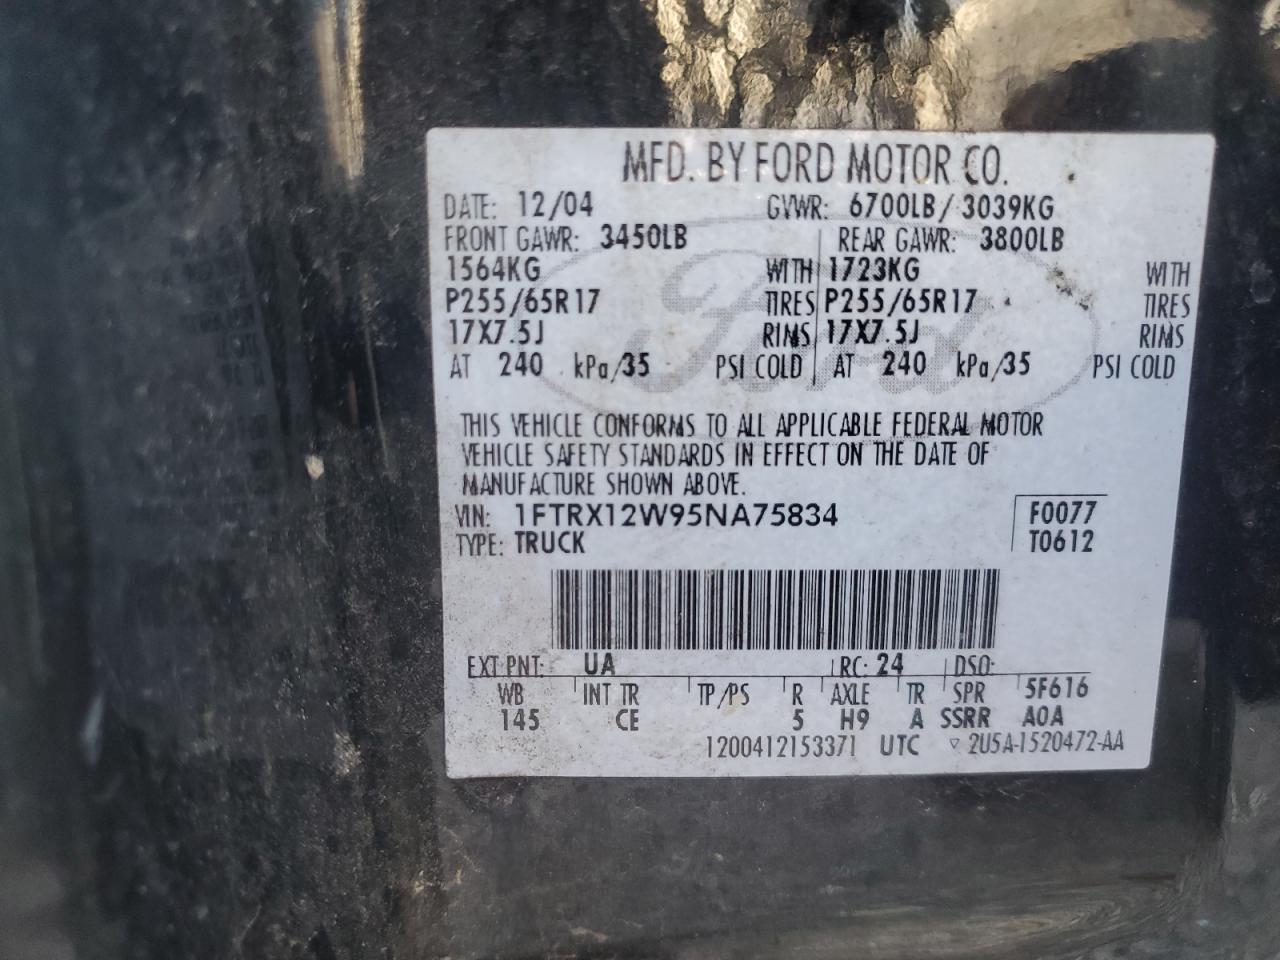 MFD. BY FORD MOTOR CO.
DATE: 12/04 GVWR: 6700LB/ 3039KG
FRONT GAWR: 3450LB REAR GAWR: 3800LB
1564KG WITH 1723KG WITH
P255/65R17 TIRES P255/65R17 TIRES
17X7.5J RIMS 17X7.5J RIMS
AT 240 kPa/35 PSI COLD AT 240 kPa/35 PSI COLD
Ford
THIS VEHICLE CONFORMS TO ALL APPLICABLE FEDERAL MOTOR
VEHICLE SAFETY STANDARDS IN EFFECT ON THE DATE OF
MANUFACTURE SHOWN ABOVE.
VIN: 1FTRX12W95NA75834 F0077
TYPE: TRUCK T0612
EXT PNT: UA RC: 24 DSO:
WB INT TR TP/PS R AXLE TR SPR 5F616
145 CE 5 H9 A SSRR A0A
1200412153371 UTC ▽ 2U5A-1520472-AA